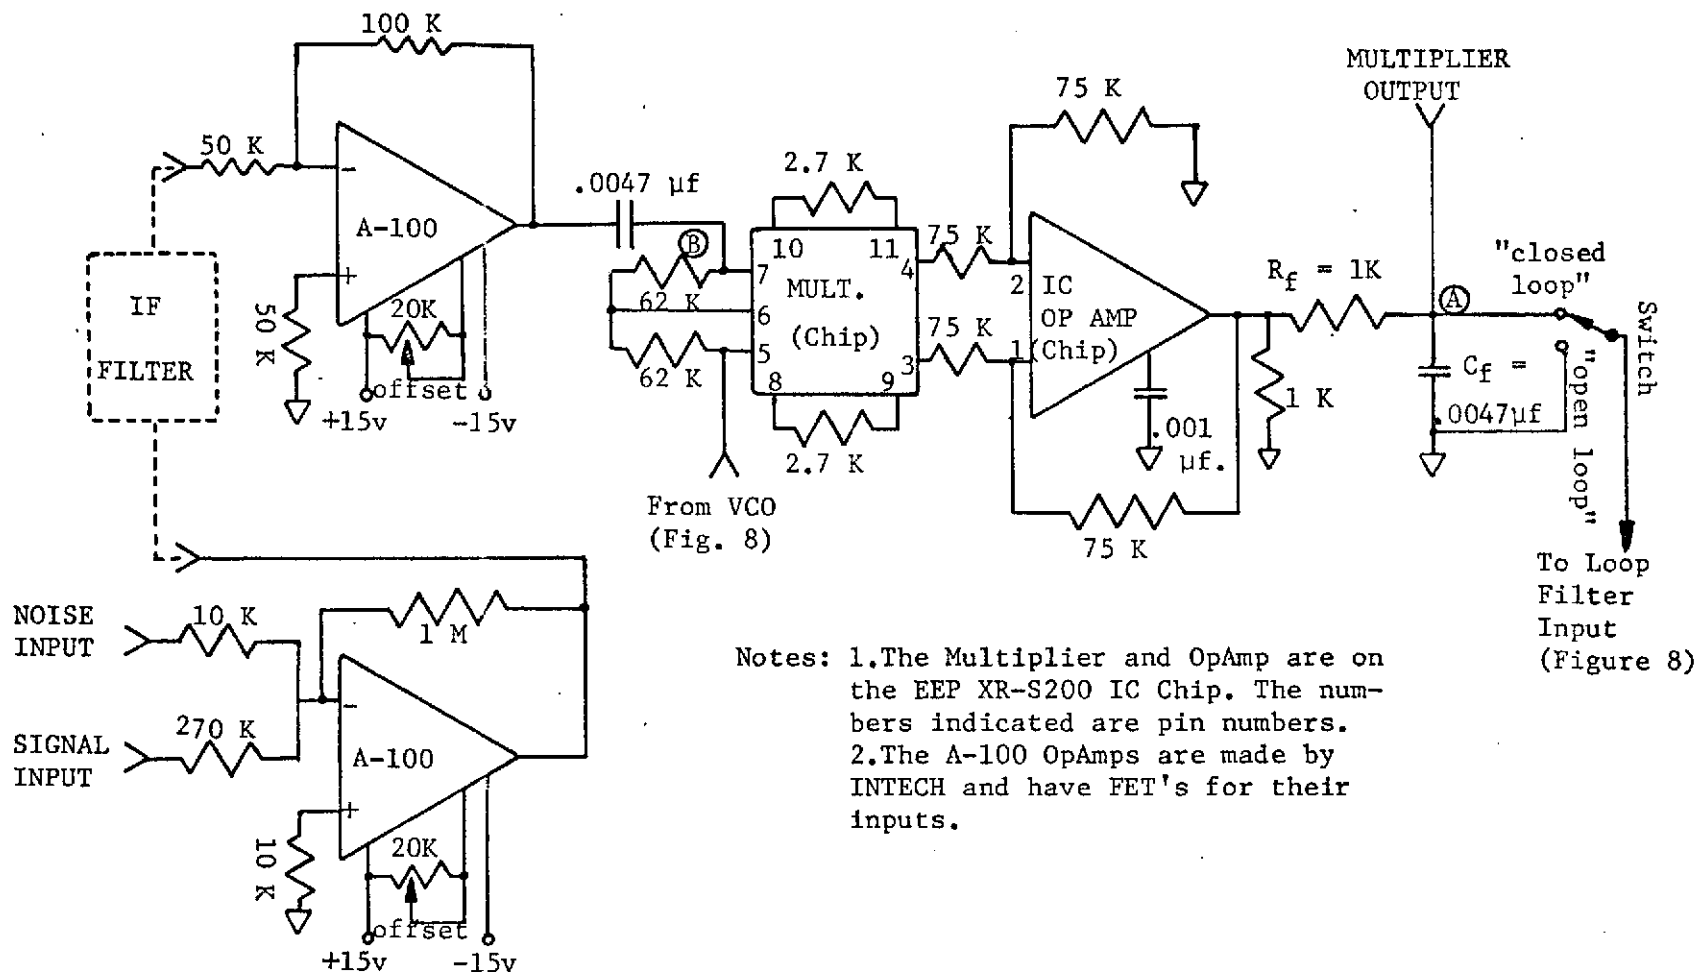 100 K
50 K
A-100
-
+
50 K
20K
offset
+15v
-15v
IF
FILTER
.0047 µf
B
62 K
62 K
2.7 K
10
11
7
6
5
4
3
8
9
MULT.
(Chip)
2.7 K
From VCO
(Fig. 8)
75 K
75 K
75 K
2
1
IC
OP AMP
(Chip)
.001
µf.
75 K
1 K
Rf = 1K
MULTIPLIER
OUTPUT
A
Cf =
.0047µf
"closed
loop"
"open loop"
Switch
To Loop
Filter
Input
(Figure 8)
NOISE
INPUT
10 K
SIGNAL
INPUT
270 K
1 M
-
A-100
+
10 K
20K
offset
+15v
-15v
Notes: 1.The Multiplier and OpAmp are on
the EEP XR-S200 IC Chip. The num-
bers indicated are pin numbers.
2.The A-100 OpAmps are made by
INTECH and have FET's for their
inputs.